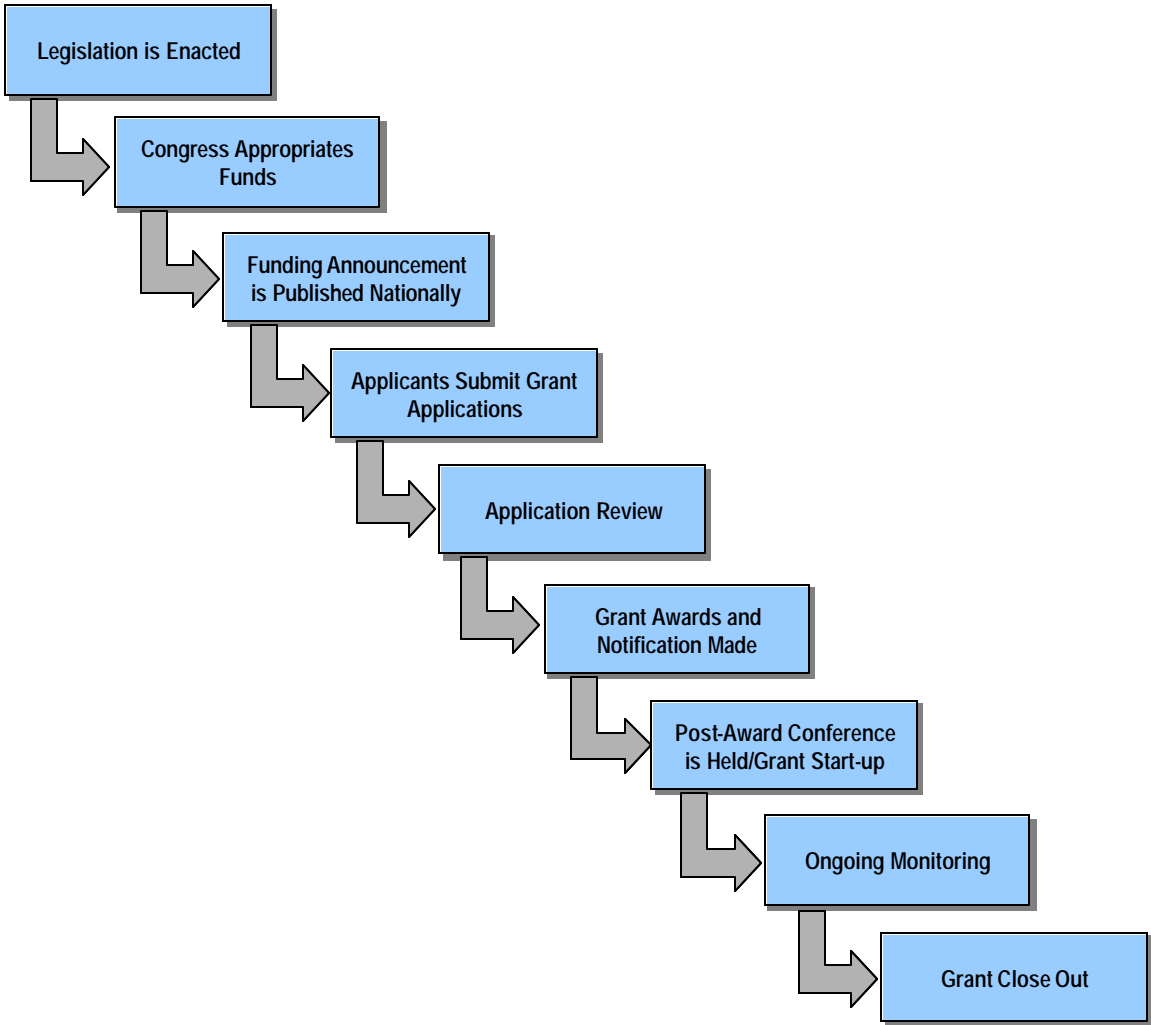 Legislation is Enacted
Congress Appropriates
Funds
Funding Announcement
is Published Nationally
Applicants Submit Grant
Applications
Application Review
Grant Awards and
Notification Made
Post-Award Conference
is Held/Grant Start-up
Ongoing Monitoring
Grant Close Out